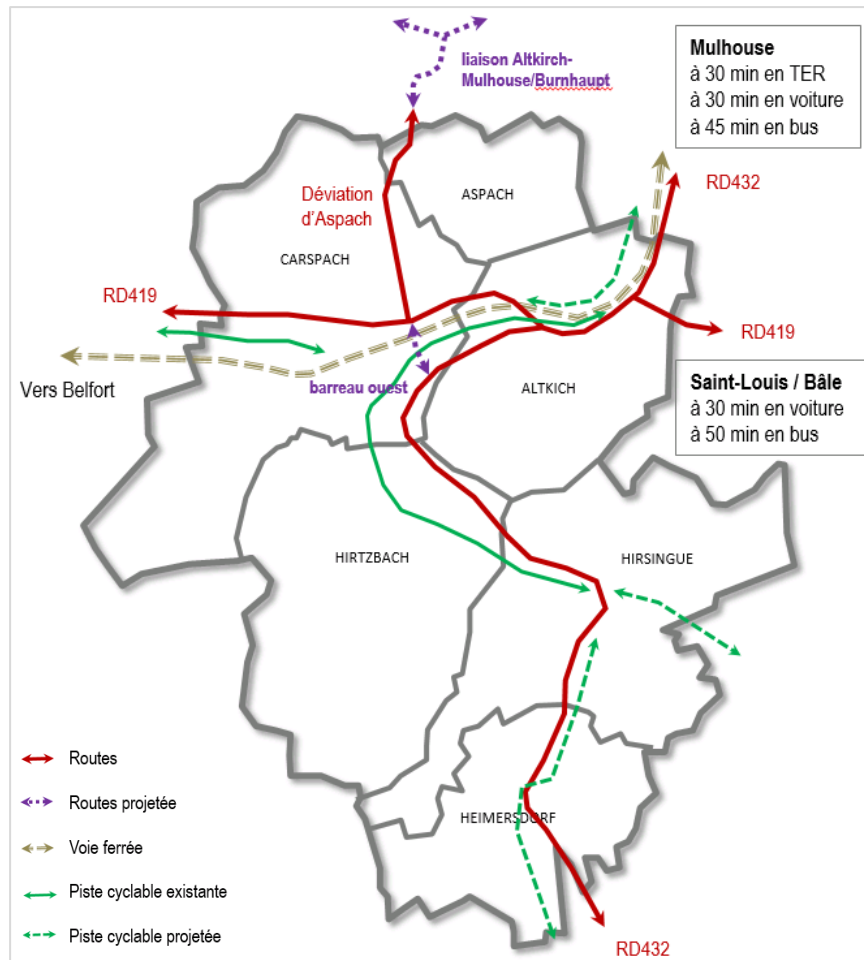 liaison Altkirch-
Mulhouse/Burnhaupt
Mulhouse
à 30 min en TER
à 30 min en voiture
à 45 min en bus
RD432
ASPACH
Déviation
d'Aspach
CARSPACH
RD419
RD419
Vers Belfort
barreau ouest
ALTKICH
Saint-Louis / Bâle
à 30 min en voiture
à 50 min en bus
HIRTZBACH
HIRSINGUE
Routes
Routes projetée
HEIMERSDORF
Voie ferrée
Piste cyclable existante
Piste cyclable projetée
RD432